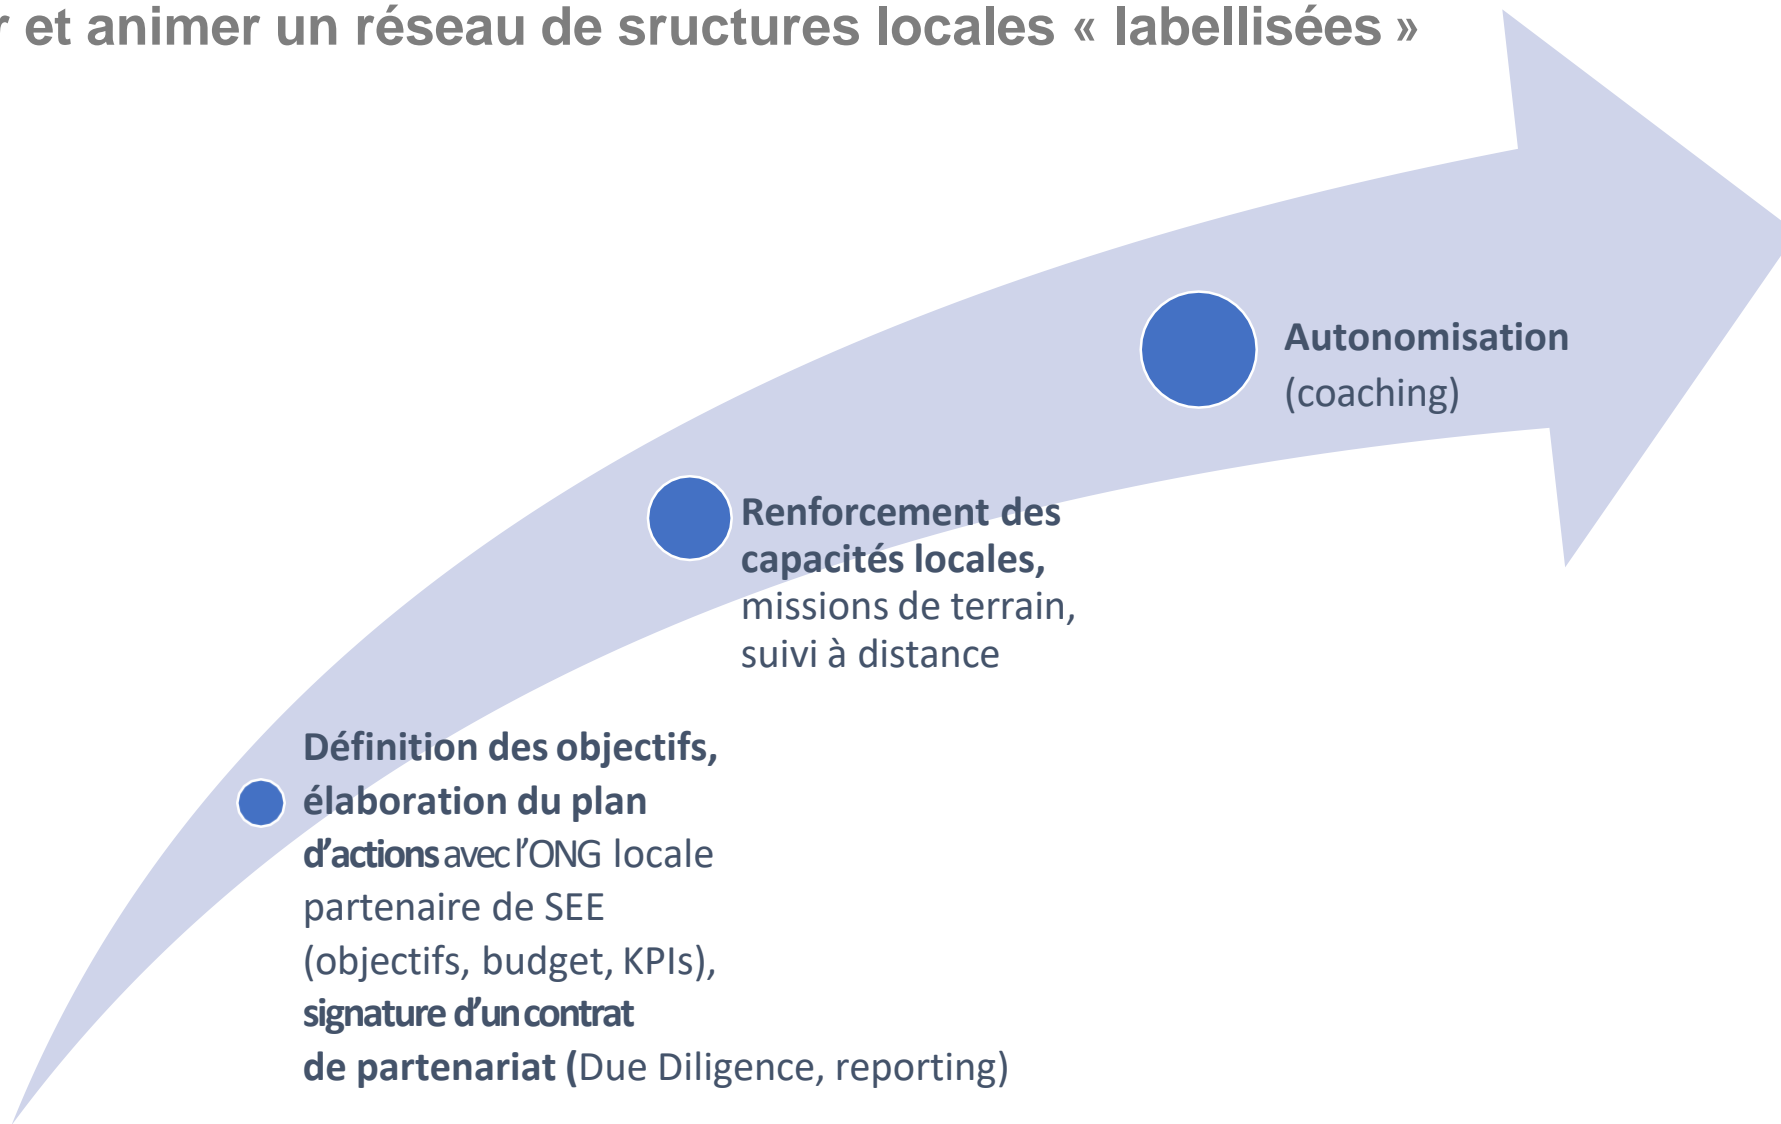 r et animer un réseau de sructures locales « labellisées »
Autonomisation
(coaching)
Renforcement des
capacités locales,
missions de terrain,
suivi à distance
Définition des objectifs,
élaboration du plan
d’actions avec l’ONG locale
partenaire de SEE
(objectifs, budget, KPIs),
signature d’un contrat
de partenariat (Due Diligence, reporting)